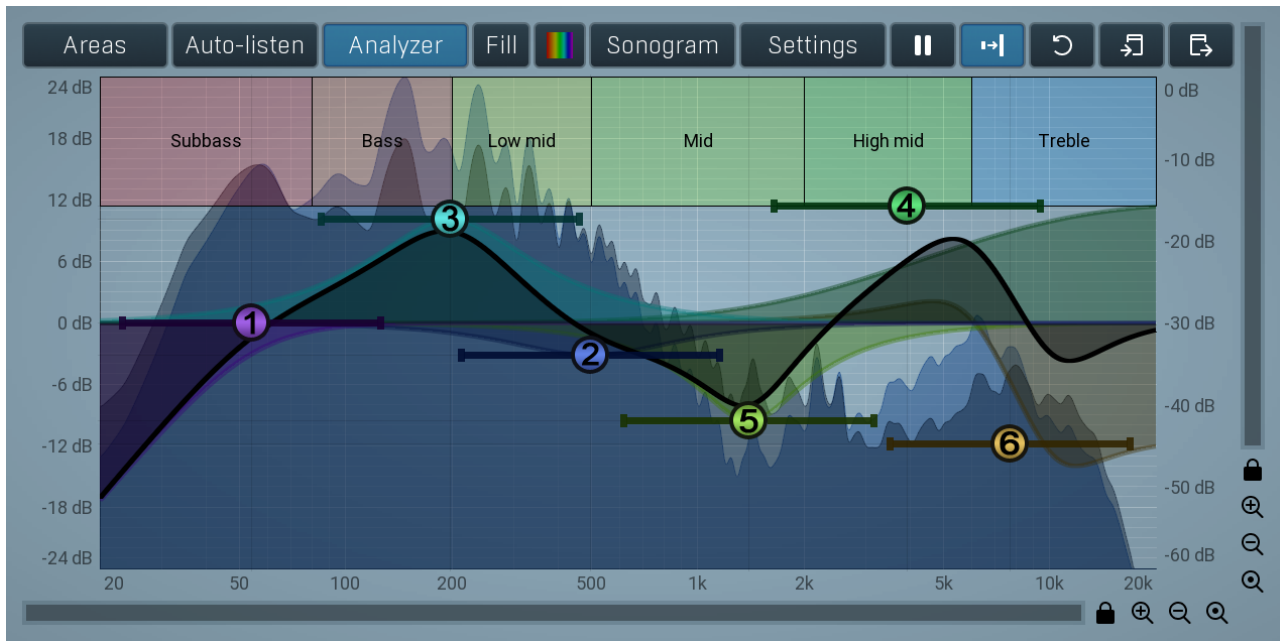 Areas Auto-listen Analyzer Fill Sonogram Settings
24 dB 0 dB
18 dB Subbass Bass Low mid Mid High mid Treble -10 dB
12 dB 3 4 -20 dB
6 dB
0 dB 1 2 -30 dB
-6 dB 5 -40 dB
-12 dB 6
-18 dB -50 dB
-24 dB -60 dB
20 50 100 200 500 1k 2k 5k 10k 20k